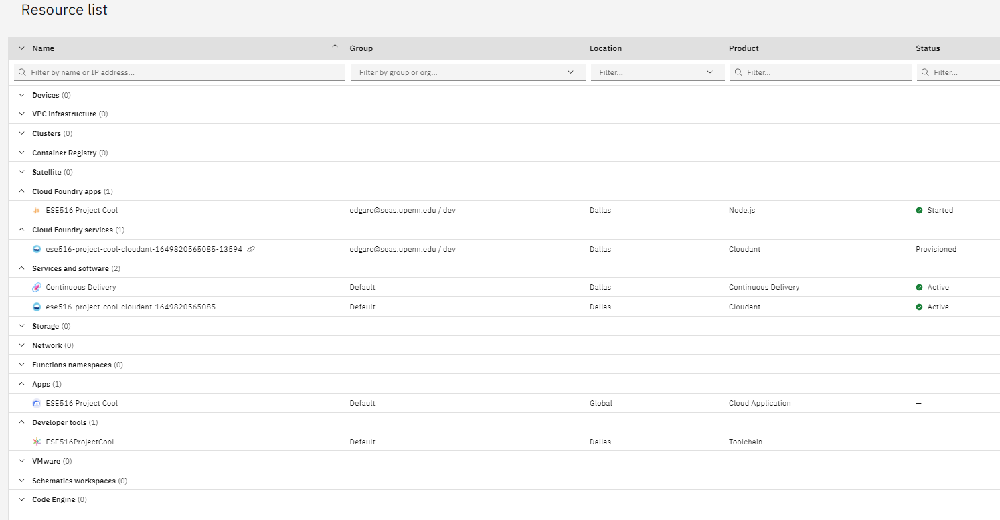 Resource list
Name Group Location Product Status
Filter by name or IP address... Filter by group or org... Filter... Filter... Filter...
Devices (0)
VPC infrastructure (0)
Clusters (0)
Container Registry (0)
Satellite (0)
Cloud Foundry apps (1)
JS ESE516 Project Cool edgarc@seas.upenn.edu / dev Dallas Node.js Started
Cloud Foundry services (1)
ese516-project-cool-cloudant-1649820565085-13594 edgarc@seas.upenn.edu / dev Dallas Cloudant Provisioned
Services and software (2)
Continuous Delivery Default Dallas Continuous Delivery Active
ese516-project-cool-cloudant-1649820565085 Default Dallas Cloudant Active
Storage (0)
Network (0)
Functions namespaces (0)
Apps (1)
ESE516 Project Cool Default Global Cloud Application —
Developer tools (1)
ESE516ProjectCool Default Dallas Toolchain —
VMware (0)
Schematics workspaces (0)
Code Engine (0)